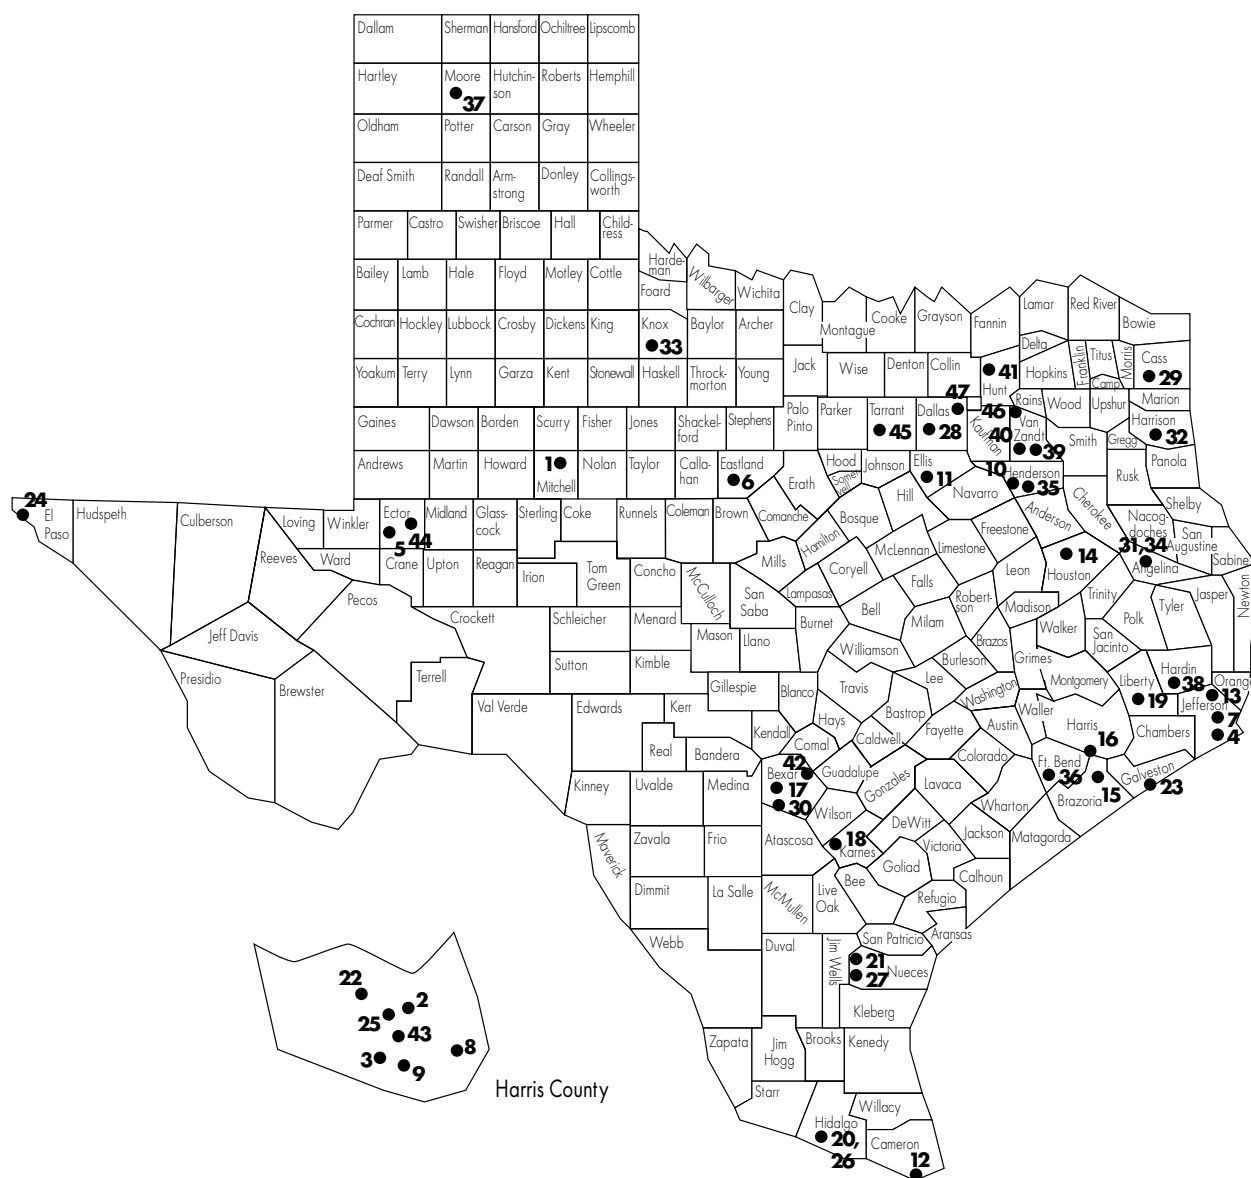 Dallam Sherman Hansford Ochiltree Lipscomb
Hartley Moore Hutchin- Roberts Hemphill
son
37
Oldham Potter Carson Gray Wheeler
Deaf Smith Randall Arm- Donley Collings-
strong worth
Parmer Castro Swisher Briscoe Hall Child-
ress
Harde-
man
Bailey Lamb Hale Floyd Motley Cottle
Foard Wilbarger Wichita
Clay Montague Cooke Grayson Fannin Lamar Red River Bowie
Cochran Hockley Lubbock Crosby Dickens King Knox Baylor Archer
33
Delta Franklin Titus Morris Cass
Jack Wise Denton Collin 41 Hunt Hopkins Camp 29
Yoakum Terry Lynn Garza Kent Stonewall Haskell Throck- Young
morton
47 46 Rains Wood Upshur Marion
Gaines Dawson Borden Scurry Fisher Jones Shackel- Stephens Palo Parker Tarrant Dallas Kaufman Van Harrison
ford Pinto Zandt
45 28 40 39 Smith Gregg 32
Andrews Martin Howard 1 Mitchell Nolan Taylor Calla- Eastland Hood Johnson Ellis 10 Henderson Rusk Panola
han
6 Erath Somer-
vell
11 35
24 El Hudspeth Culberson Loving Winkler Ector Midland Glass- Sterling Coke Runnels Coleman Brown Comanche Bosque Hill Navarro Anderson Cherokee Shelby
Paso cock
5 44 Hamilton Freestone Nacog- San
doches Augustine
Reeves Ward Crane Upton Reagan Irion Tom Concho Mills McLennan Limestone 14 31,34 Sabine
Green
Coryell Leon Houston Angelina
Pecos McCulloch San Lampasas Falls Robert-
Saba son
Trinity Jasper Newton
Crockett Schleicher Menard Burnet Bell Milam Madison Polk Tyler
Jeff Davis Mason Llano Williamson Brazos Walker San
Jacinto
Sutton Kimble Burleson Grimes Hardin
Presidio Brewster Terrell Gillespie Blanco Travis Lee Washington Montgomery Liberty 38 Orange
Val Verde Edwards Kerr Hays Bastrop Waller 19 13
Jefferson
Kendall Caldwell Fayette Austin Harris Chambers 7
Real Bandera Comal Colorado 16 4
42 Bexar Guadalupe Ft. Bend Galveston
Kinney Uvalde Medina 17 Gonzales Lavaca 36 15 23
30 Wilson Wharton Brazoria
Maverick Zavala Frio Atascosa 18 DeWitt Jackson Matagorda
Karnes Victoria
Goliad
Dimmit La Salle McMullen Live Bee Calhoun
Oak
Refugio
Webb Duval Jim Wells San Patricio Aransas
21
27 Nueces
Kleberg
Zapata Jim Brooks Kenedy
Hogg
Starr Willacy
Hidalgo
20,
26
Cameron
12
22
2
25
43
3
8
9
Harris County